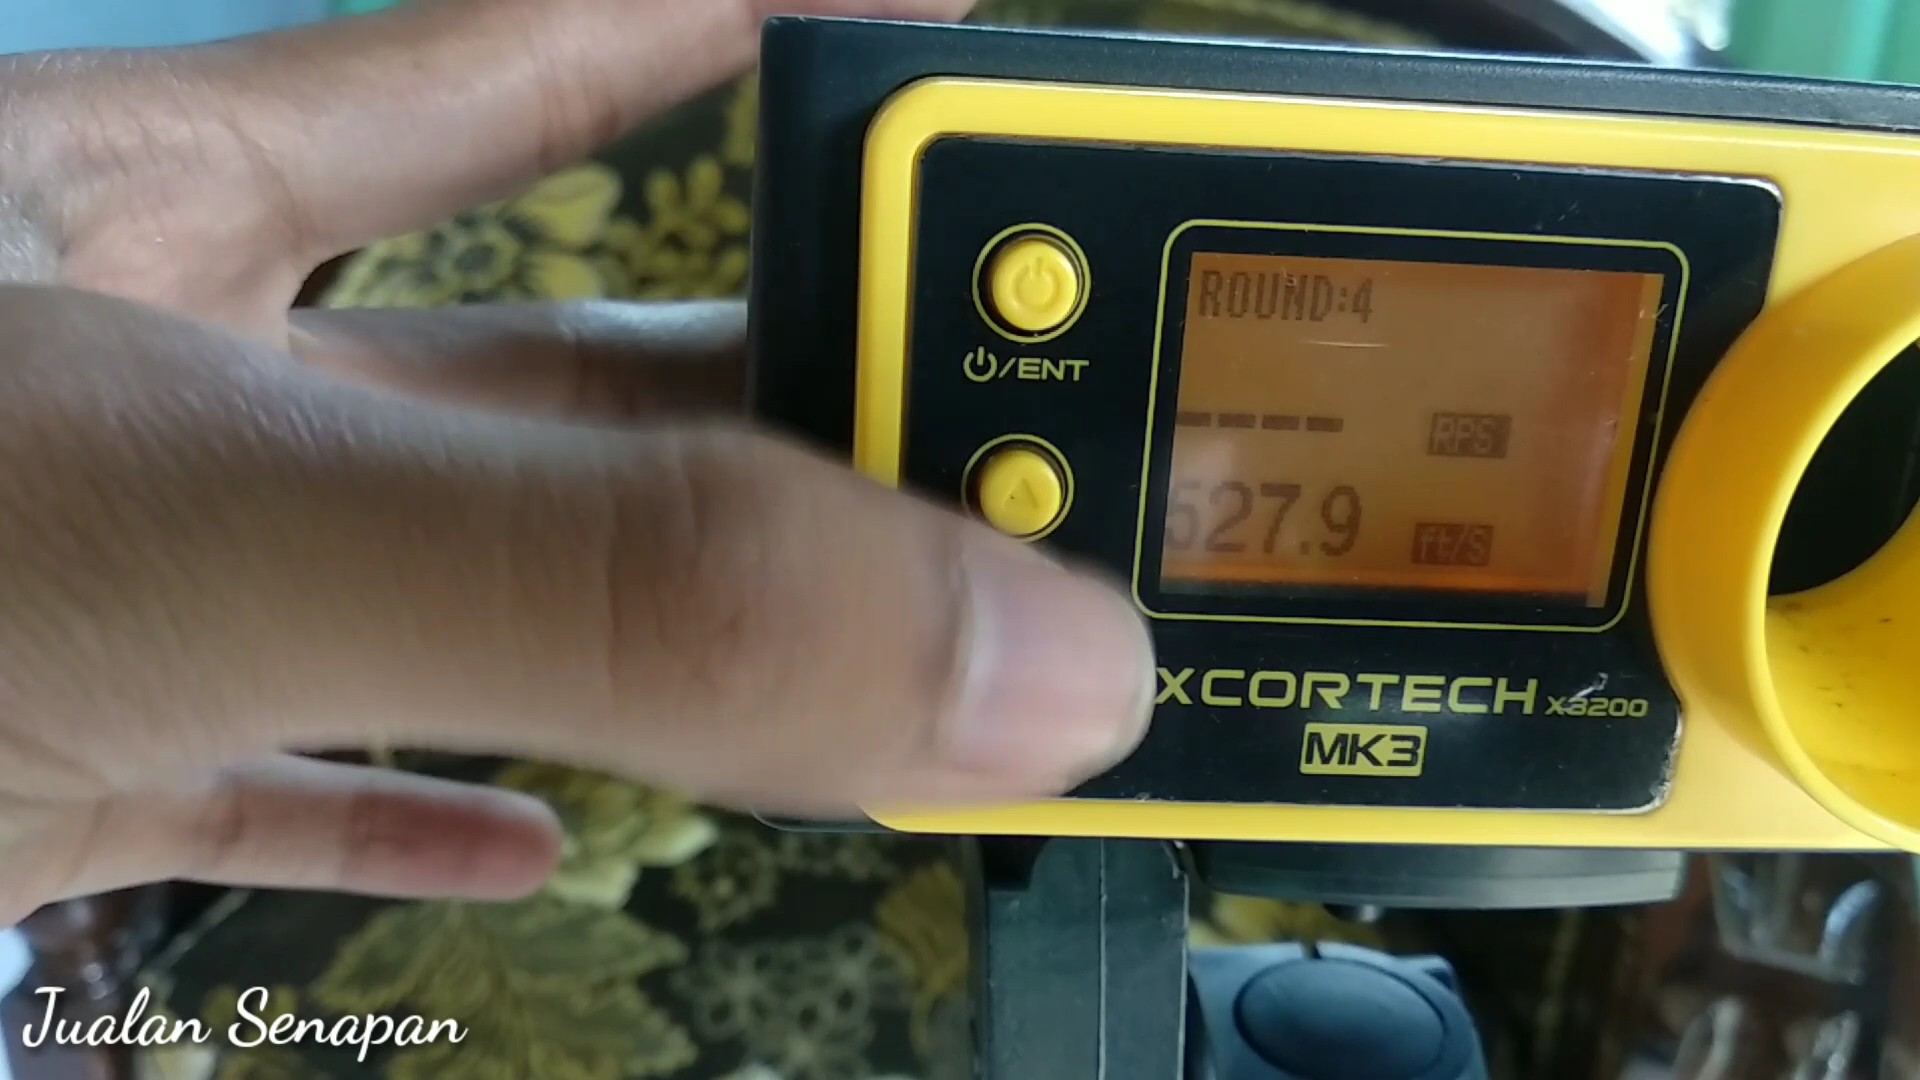 ROUND:4
---- RPS
527.9 ft/s
⏻/ENT
XCORTECH X3200
MK3
Jualan Senapan